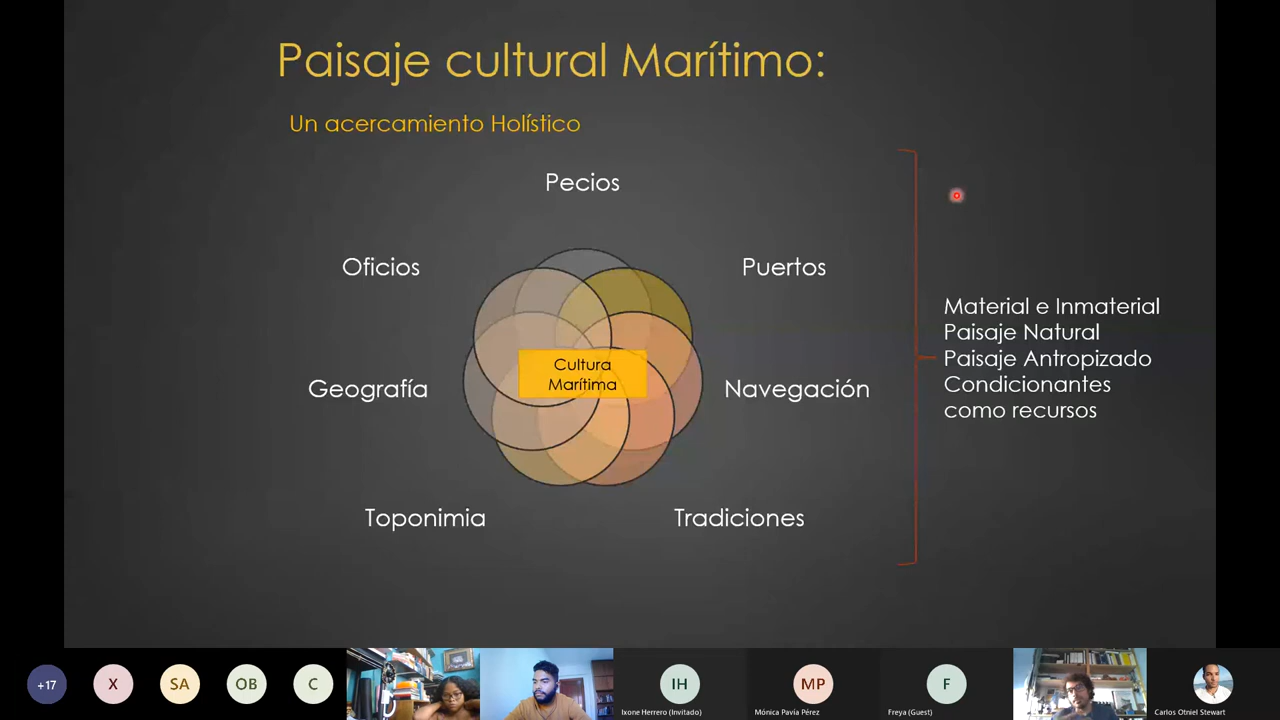 Paisaje cultural Marítimo:
Un acercamiento Holístico
Pecios
Oficios
Puertos
Cultura
Marítima
Geografía
Navegación
Toponimia
Tradiciones
Material e Inmaterial
Paisaje Natural
Paisaje Antropizado
Condicionantes
como recursos
+17
X
SA
OB
C
IH
Ixone Herrero (Invitado)
MP
Mónica Pavía Pérez
F
Freya (Guest)
Carlos Otniel Stewart